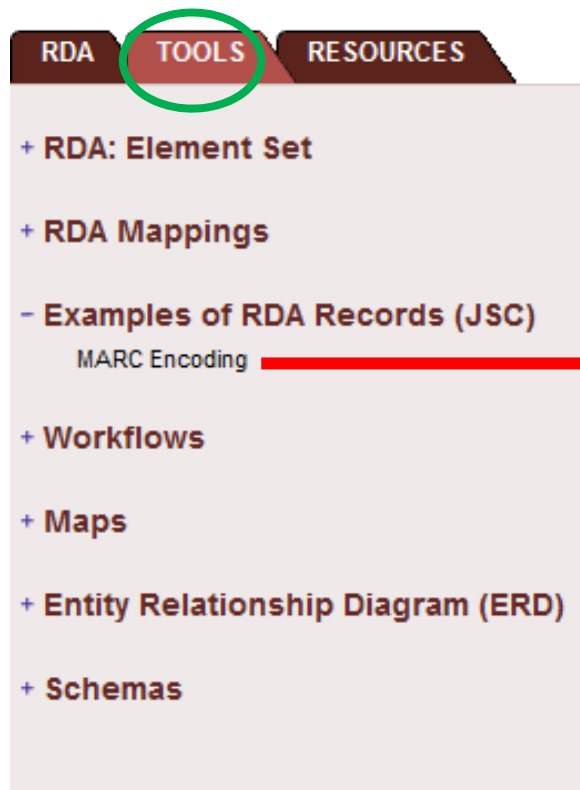 RDA TOOLS RESOURCES
+ RDA: Element Set
+ RDA Mappings
- Examples of RDA Records (JSC)
MARC Encoding
+ Workflows
+ Maps
+ Entity Relationship Diagram (ERD)
+ Schemas